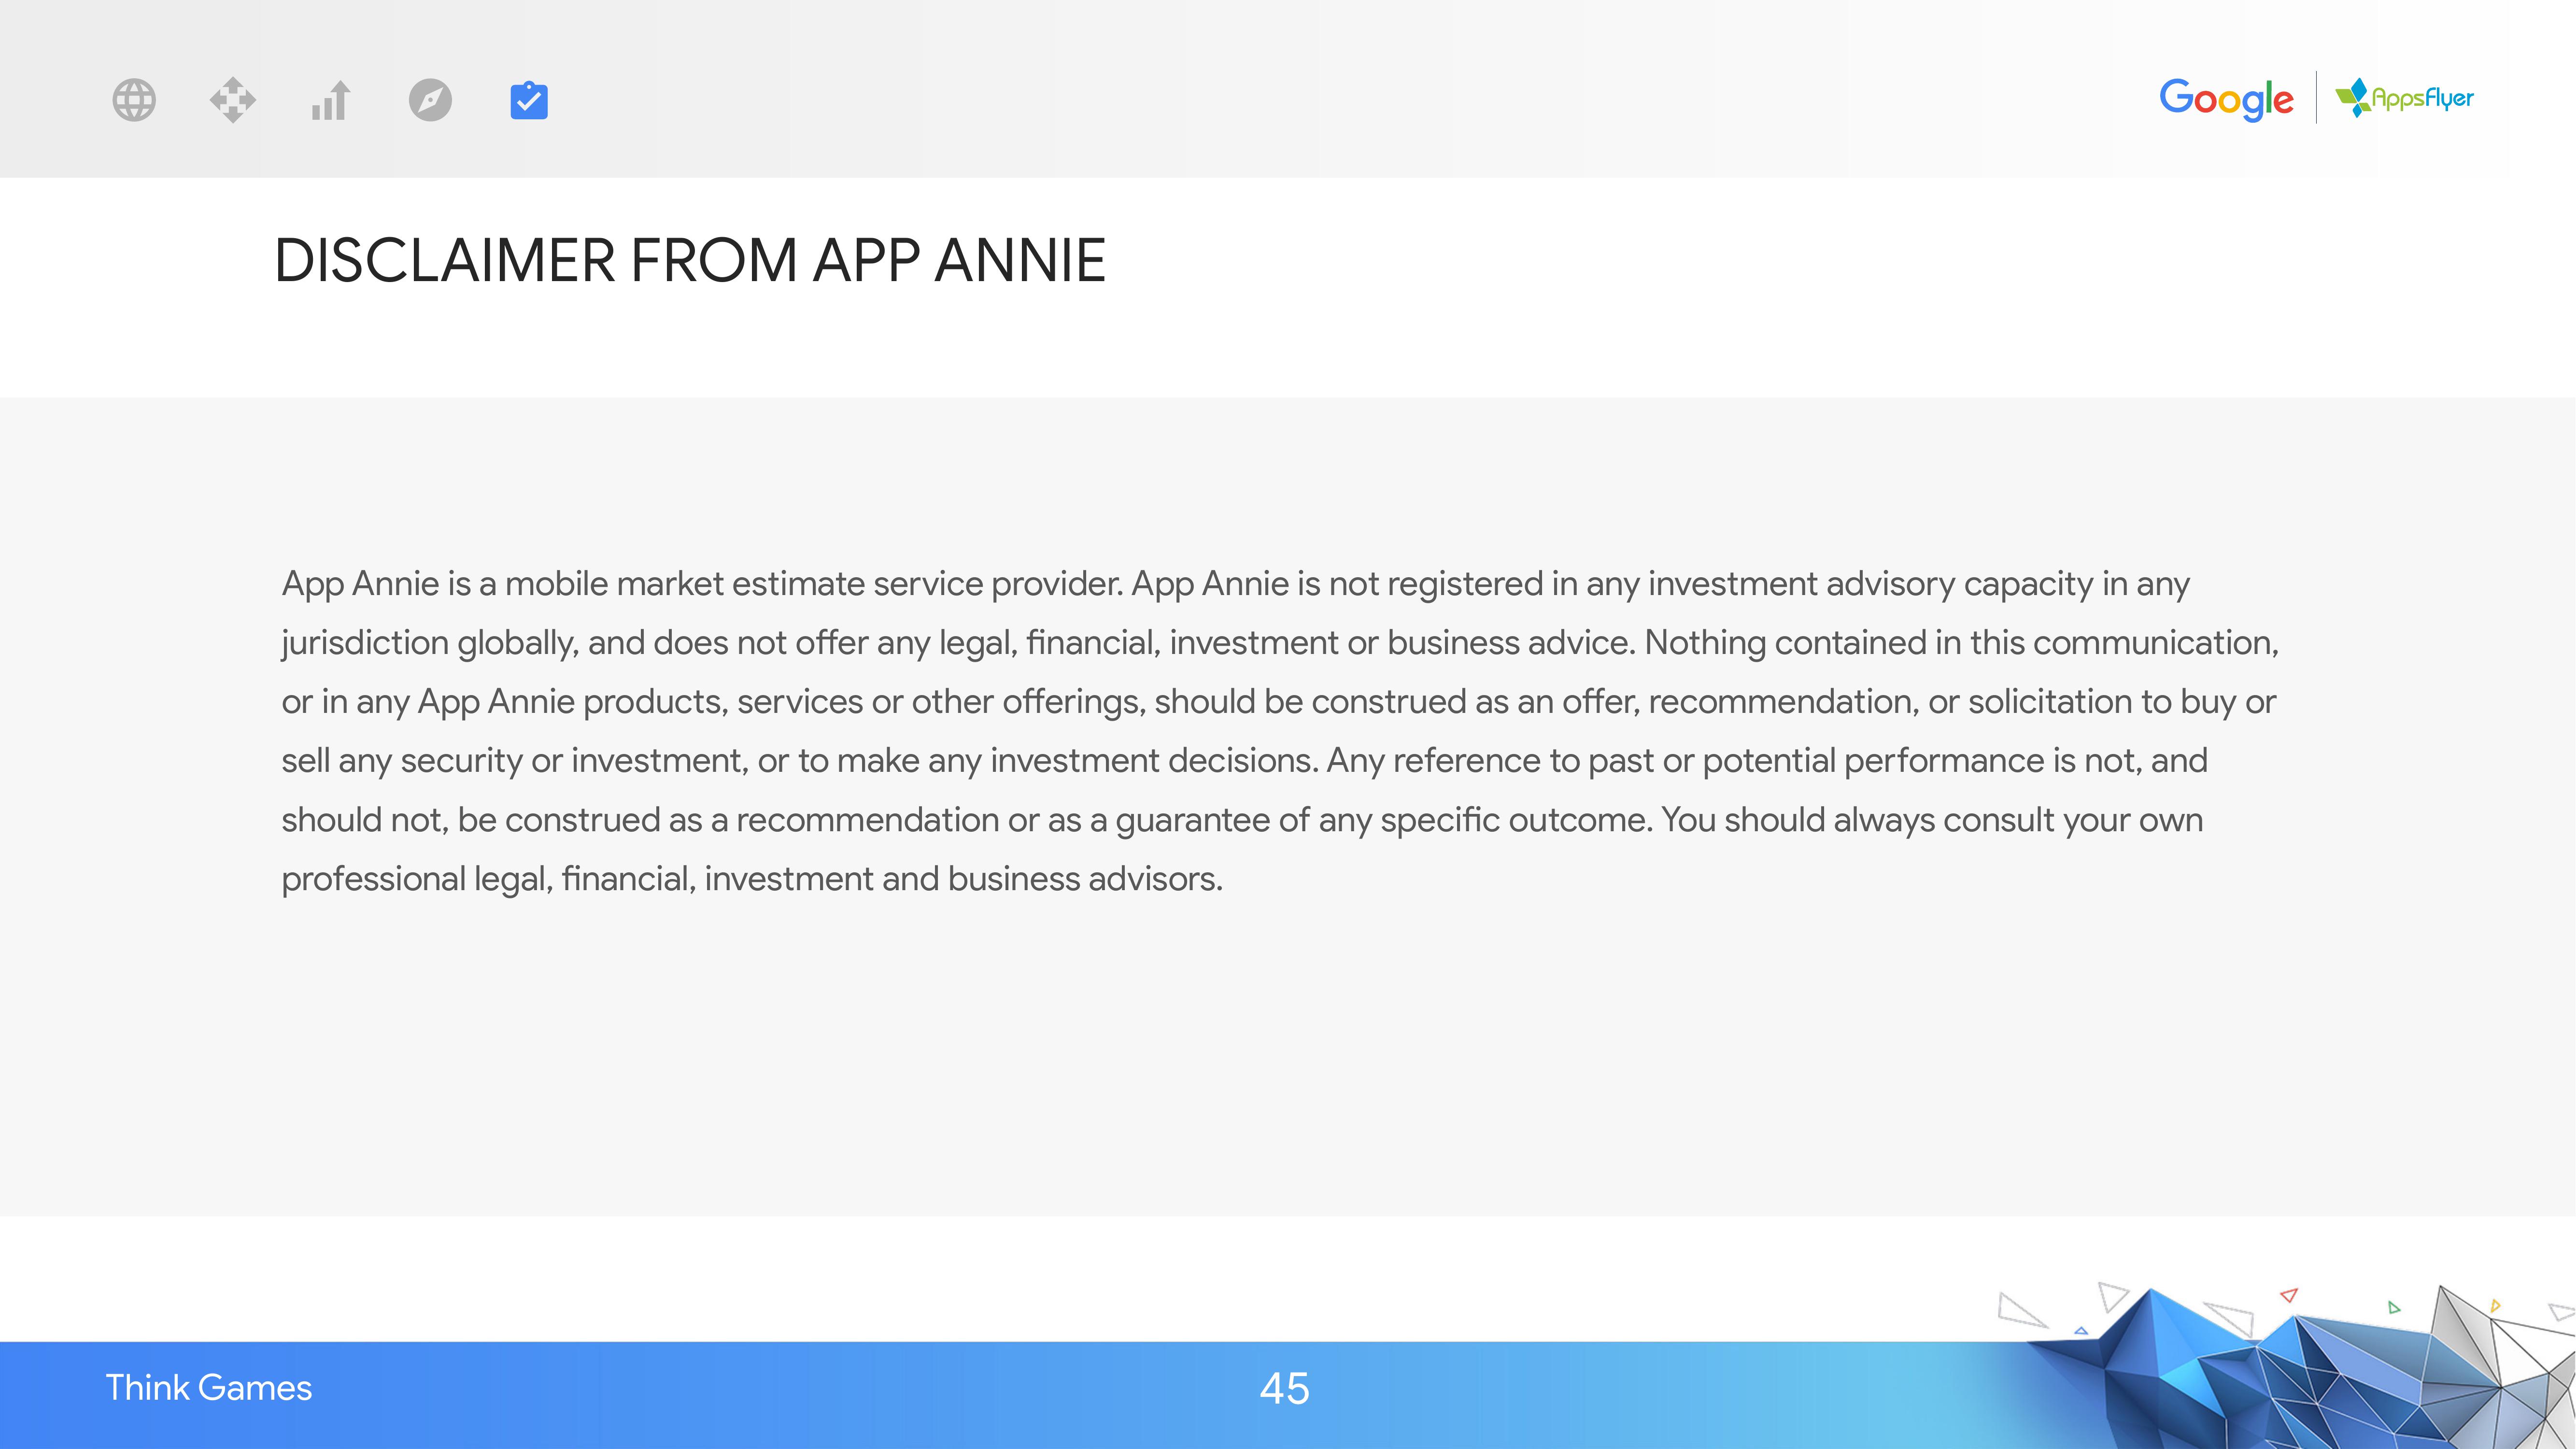 Google | AppsFlyer
DISCLAIMER FROM APP ANNIE
App Annie is a mobile market estimate service provider. App Annie is not registered in any investment advisory capacity in any
jurisdiction globally, and does not offer any legal, financial, investment or business advice. Nothing contained in this communication,
or in any App Annie products, services or other offerings, should be construed as an offer, recommendation, or solicitation to buy or
sell any security or investment, or to make any investment decisions. Any reference to past or potential performance is not, and
should not, be construed as a recommendation or as a guarantee of any specific outcome. You should always consult your own
professional legal, financial, investment and business advisors.
Think Games
45